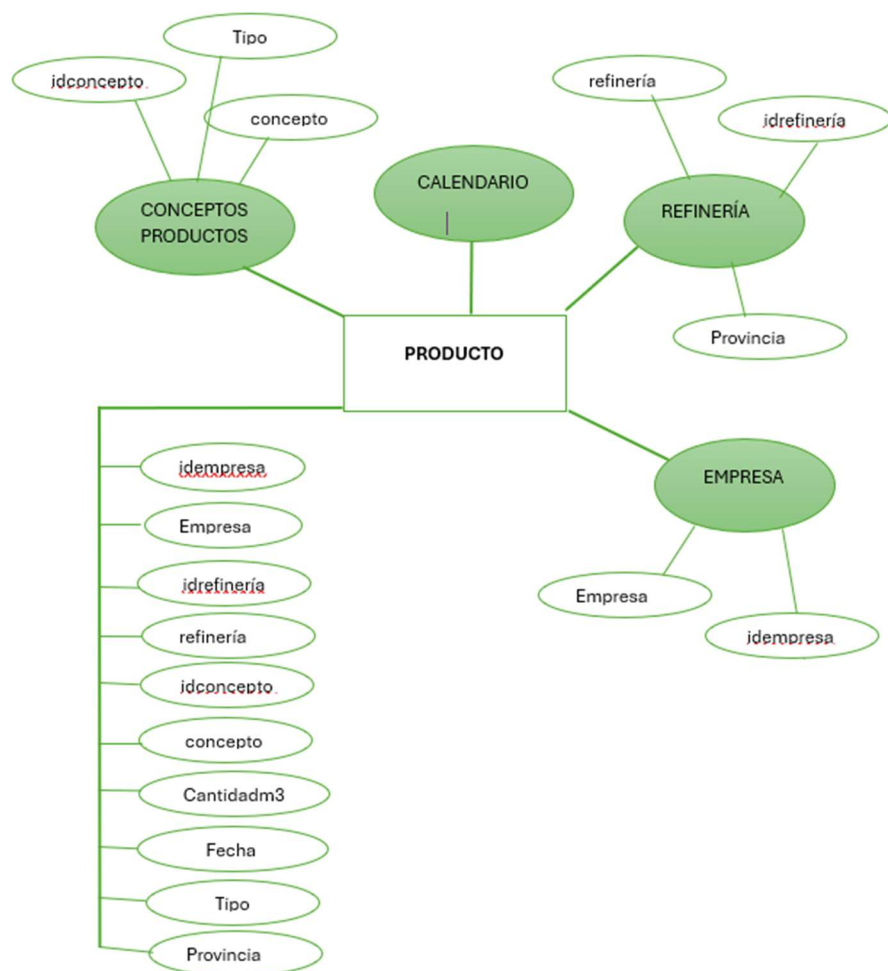 Tipo
idconcepto
concepto
refinería
idrefinería
CONCEPTOS
PRODUCTOS
CALENDARIO
REFINERÍA
Provincia
PRODUCTO
EMPRESA
Empresa
idempresa
idempresa
Empresa
idrefinería
refinería
idconcepto
concepto
Cantidadm3
Fecha
Tipo
Provincia